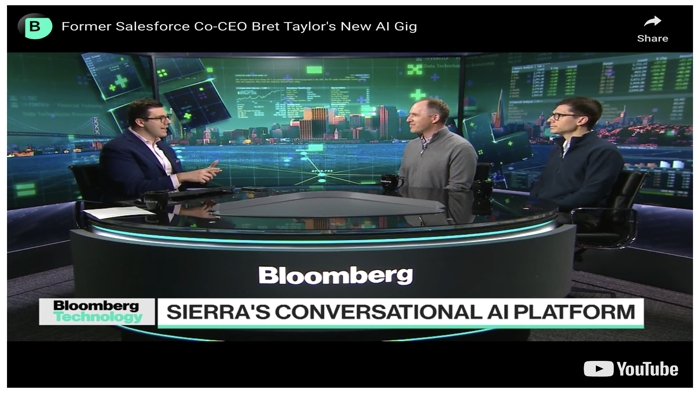 B
Former Salesforce Co-CEO Bret Taylor's New AI Gig
Share
Bloomberg
Bloomberg
Technology
SIERRA'S CONVERSATIONAL AI PLATFORM
YouTube